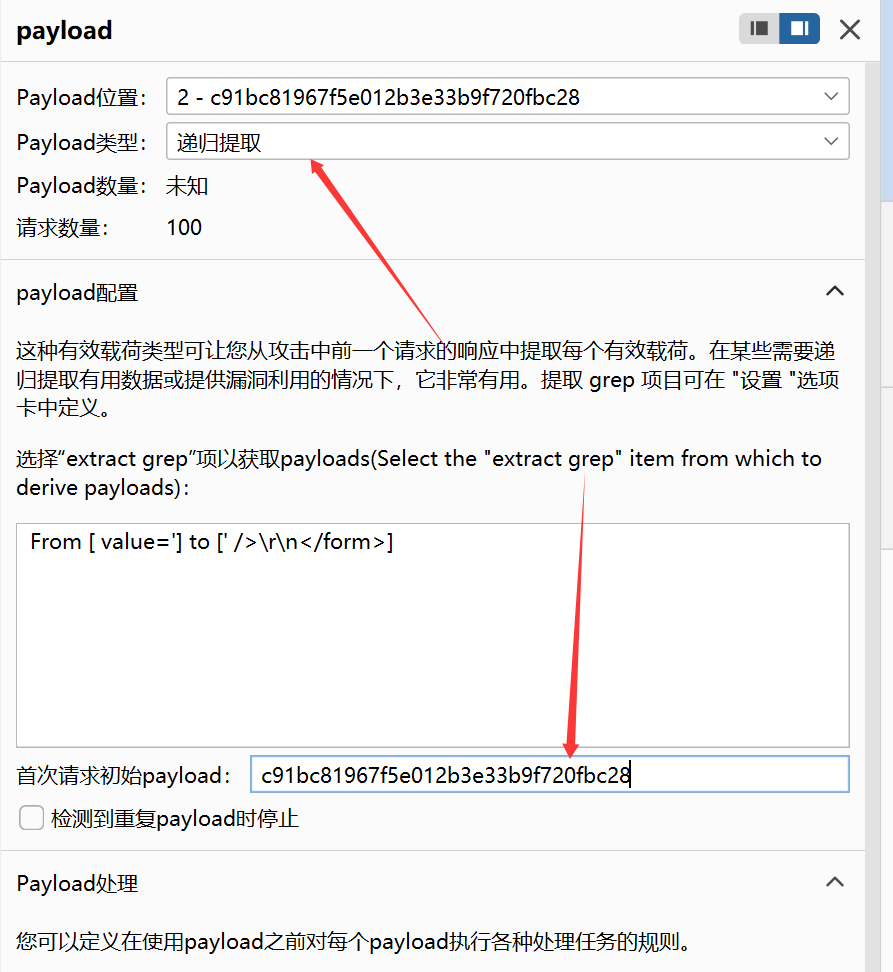 payload
Payload位置： 2 - c91bc81967f5e012b3e33b9f720fbc28
Payload类型： 递归提取
Payload数量： 未知
请求数量： 100
payload配置
这种有效载荷类型可让您从攻击中前一个请求的响应中提取每个有效载荷。在某些需要递
归提取有用数据或提供漏洞利用的情况下，它非常有用。提取 grep 项目可在 "设置 "选项
卡中定义。
选择“extract grep”项以获取payloads(Select the "extract grep" item from which to
derive payloads)：
From [ value='] to [' />\r\n</form>]
首次请求初始payload： c91bc81967f5e012b3e33b9f720fbc28
检测到重复payload时停止
Payload处理
您可以定义在使用payload之前对每个payload执行各种处理任务的规则。